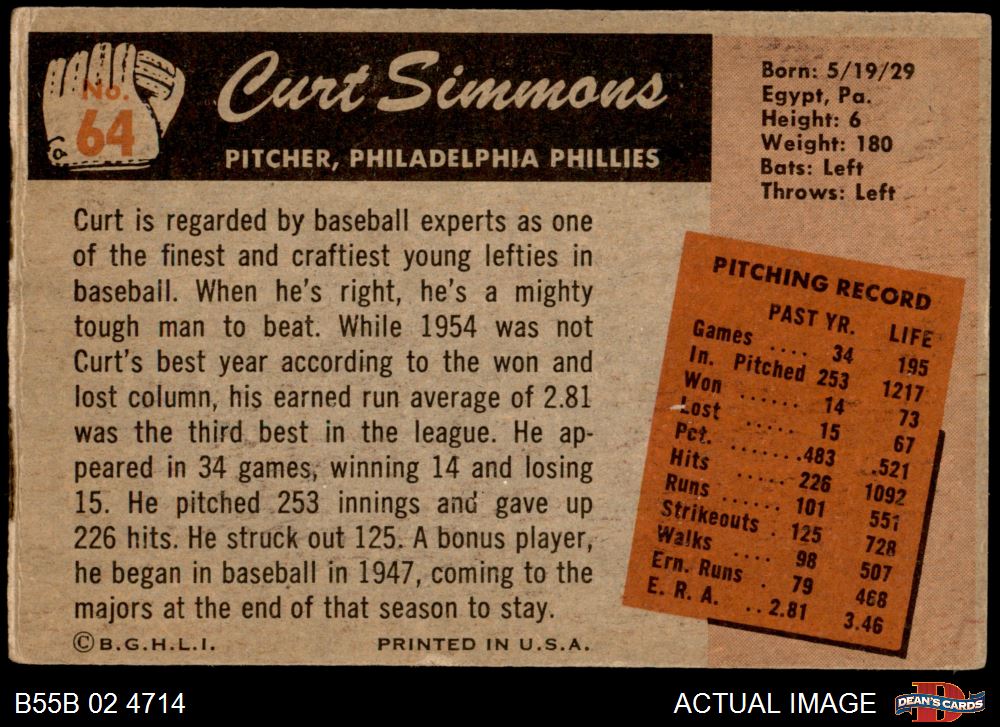 No.
64
Curt Simmons
PITCHER, PHILADELPHIA PHILLIES
Born: 5/19/29
Egypt, Pa.
Height: 6
Weight: 180
Bats: Left
Throws: Left
Curt is regarded by baseball experts as one
of the finest and craftiest young lefties in
baseball. When he's right, he's a mighty
tough man to beat. While 1954 was not
Curt's best year according to the won and
lost column, his earned run average of 2.81
was the third best in the league. He ap-
peared in 34 games, winning 14 and losing
15. He pitched 253 innings and gave up
226 hits. He struck out 125. A bonus player,
he began in baseball in 1947, coming to the
majors at the end of that season to stay.
© B.G.H.L.I. PRINTED IN U.S.A.
PITCHING RECORD
PAST YR. LIFE
Games .... 34 195
In. Pitched 253 1217
Won ...... 14 73
Lost ..... 15 67
Pct. .......483 .521
Hits ..... 226 1092
Runs ...... 101 551
Strikeouts . 125 728
Walks .... 98 507
Ern. Runs . 79 468
E. R. A. ..2.81 3.46
B55B 02 4714
ACTUAL IMAGE
D
DEAN'S CARDS